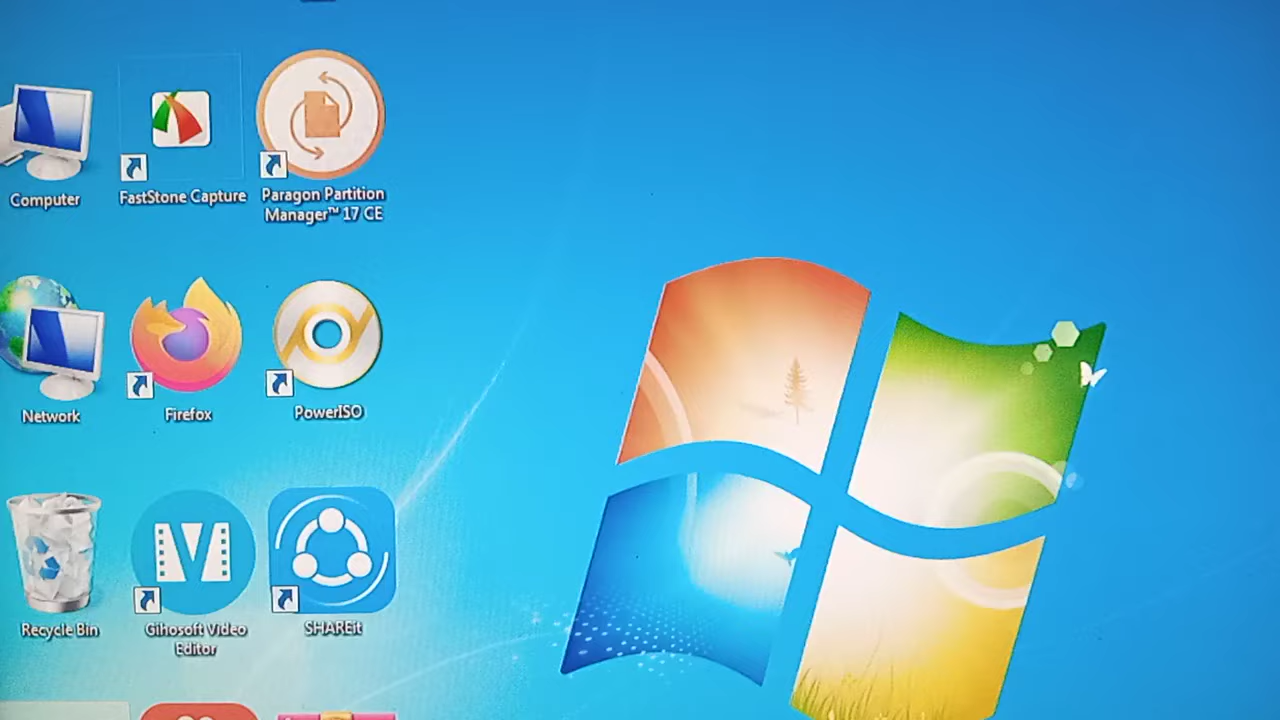 Computer
FastStone Capture
Paragon Partition
Manager™ 17 CE
Network
Firefox
PowerISO
Recycle Bin
Gihosoft Video
Editor
SHAREit